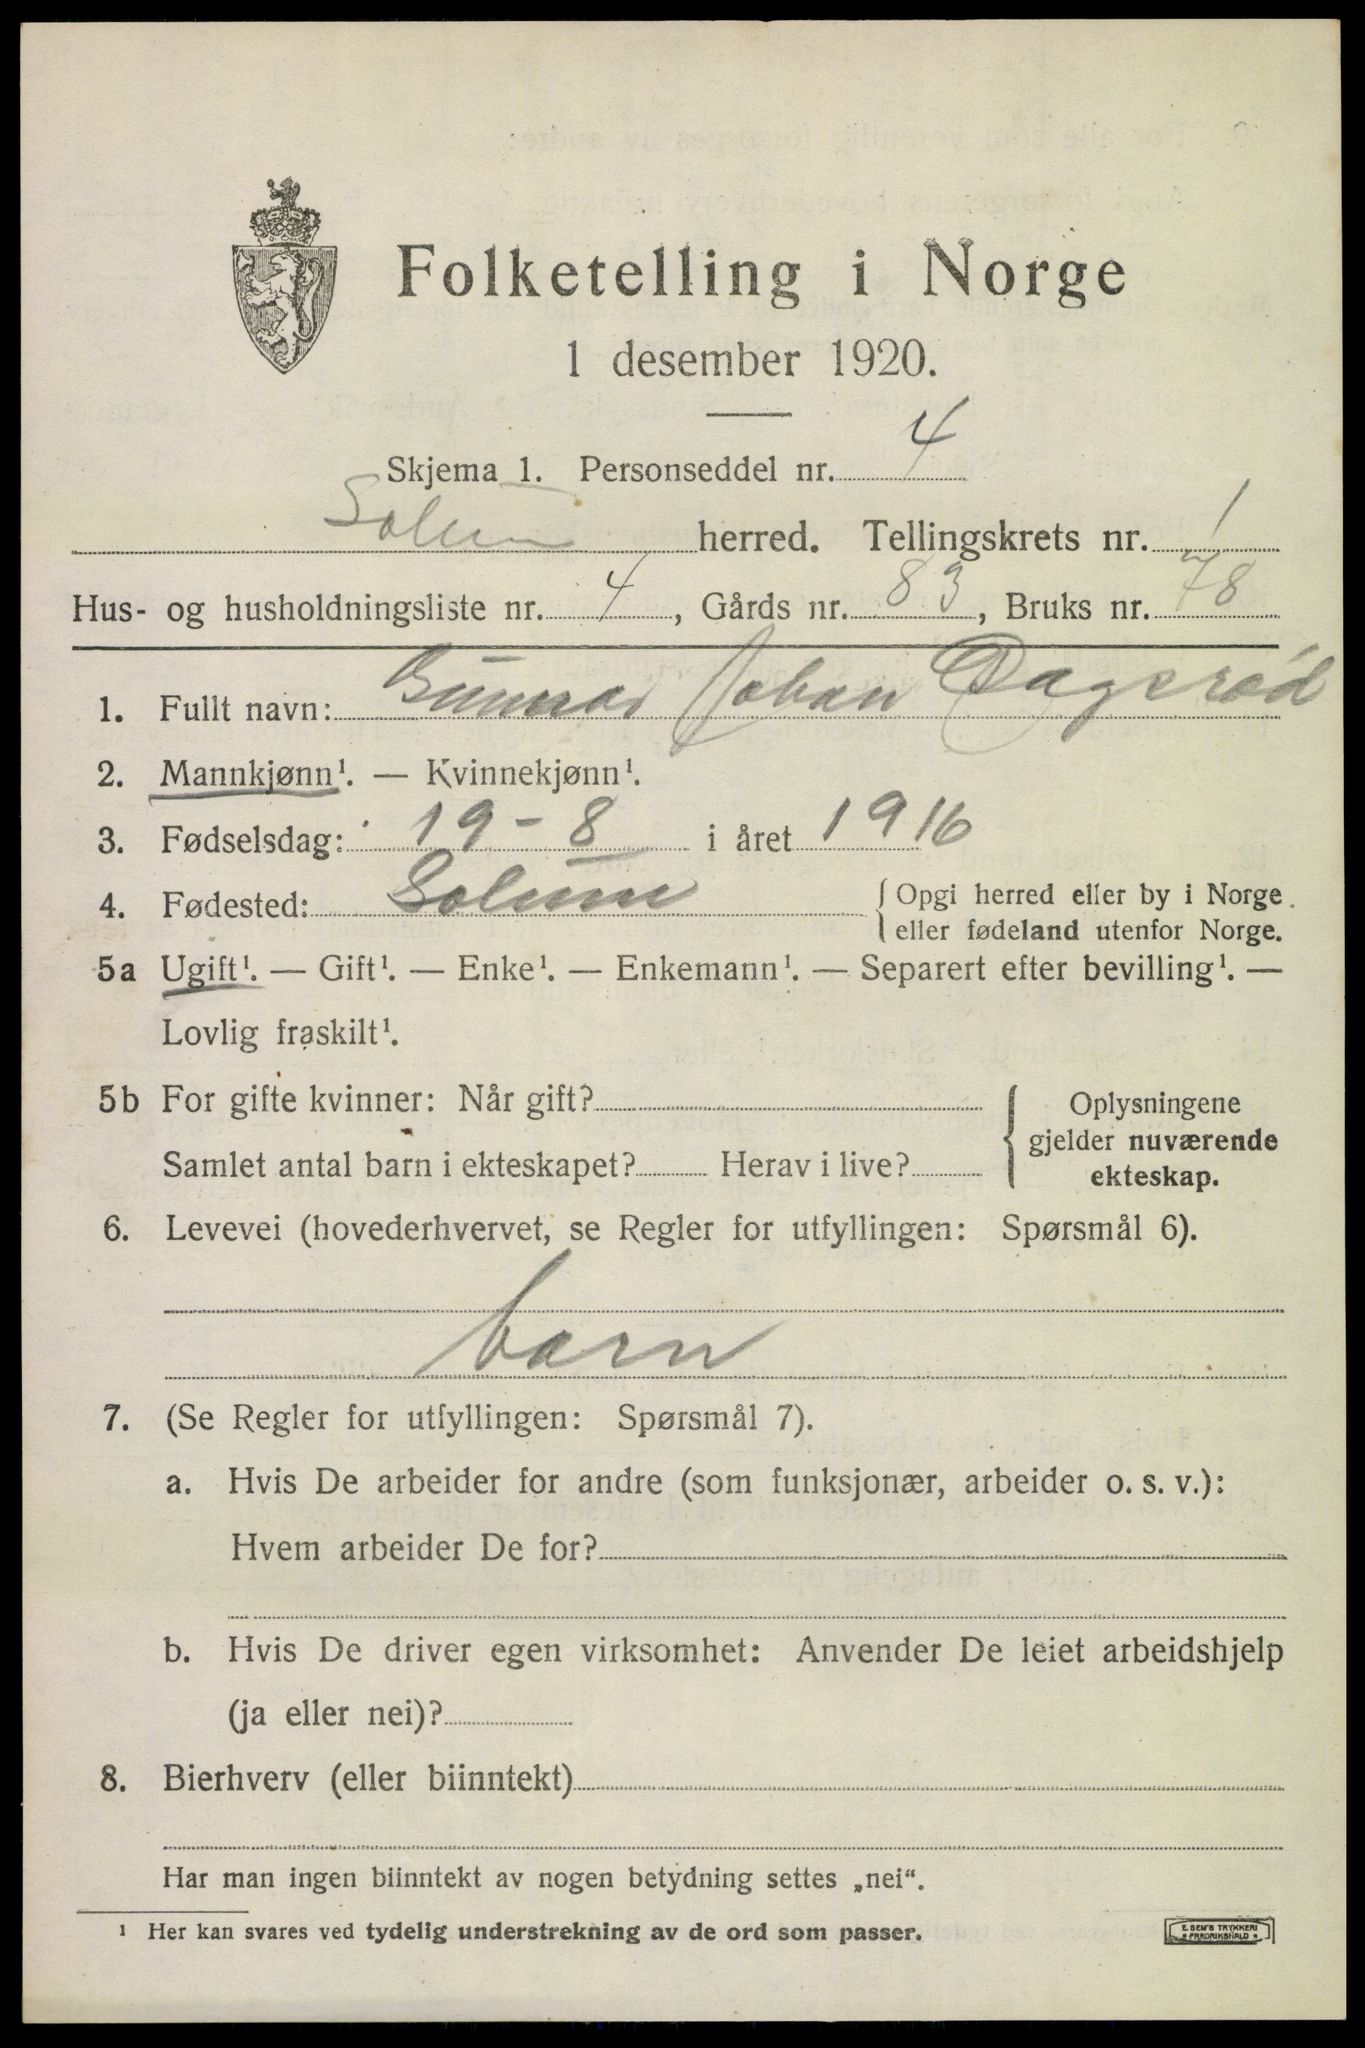 Folketelling i Norge
1 desember 1920.
Skjema 1. Personseddel nr. 4
Solum herred. Tellingskrets nr. 1
Hus- og husholdningsliste nr. 4, Gårds nr. 83, Bruks nr. 78
1. Fullt navn: Gunnar Johan Dagsrød
2. Mannkjønn¹. — Kvinnekjønn¹.
3. Fødselsdag: 19-8 i året 1916
4. Fødested: Solum {Opgi herred eller by i Norge
eller fødeland utenfor Norge.
5a Ugift¹. — Gift¹. — Enke¹. — Enkemann¹. — Separert efter bevilling¹. —
Lovlig fraskilt¹.
5b For gifte kvinner: Når gift?
Samlet antal barn i ekteskapet? Herav i live?
{Oplysningene
gjelder nuværende
ekteskap.
6. Levevei (hovederhvervet, se Regler for utfyllingen: Spørsmål 6).
barn
7. (Se Regler for utfyllingen: Spørsmål 7).
a. Hvis De arbeider for andre (som funksjonær, arbeider o. s. v.):
Hvem arbeider De for?
b. Hvis De driver egen virksomhet: Anvender De leiet arbeidshjelp
(ja eller nei)?
8. Bierhverv (eller biinntekt)
Har man ingen biinntekt av nogen betydning settes „nei“.
¹ Her kan svares ved tydelig understrekning av de ord som passer.
E. SEM'S TRYKKERI
FREDRIKSHALD